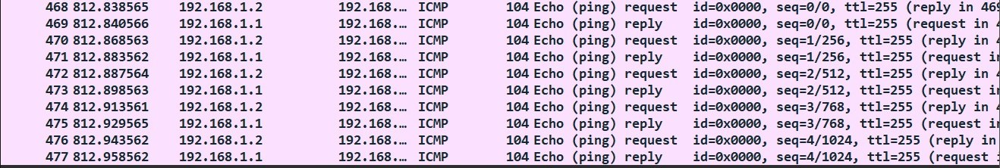 468 812.838565 192.168.1.2 192.168.… ICMP 104 Echo (ping) request id=0x0000, seq=0/0, ttl=255 (reply in 469
469 812.840566 192.168.1.1 192.168.… ICMP 104 Echo (ping) reply id=0x0000, seq=0/0, ttl=255 (request in 4
470 812.868563 192.168.1.2 192.168.… ICMP 104 Echo (ping) request id=0x0000, seq=1/256, ttl=255 (reply in 4
471 812.883562 192.168.1.1 192.168.… ICMP 104 Echo (ping) reply id=0x0000, seq=1/256, ttl=255 (request in
472 812.887564 192.168.1.2 192.168.… ICMP 104 Echo (ping) request id=0x0000, seq=2/512, ttl=255 (reply in 4
473 812.898563 192.168.1.1 192.168.… ICMP 104 Echo (ping) reply id=0x0000, seq=2/512, ttl=255 (request in
474 812.913561 192.168.1.2 192.168.… ICMP 104 Echo (ping) request id=0x0000, seq=3/768, ttl=255 (reply in 4
475 812.929565 192.168.1.1 192.168.… ICMP 104 Echo (ping) reply id=0x0000, seq=3/768, ttl=255 (request in
476 812.943562 192.168.1.2 192.168.… ICMP 104 Echo (ping) request id=0x0000, seq=4/1024, ttl=255 (reply in
477 812.958562 192.168.1.1 192.168.… ICMP 104 Echo (ping) reply id=0x0000, seq=4/1024, ttl=255 (request